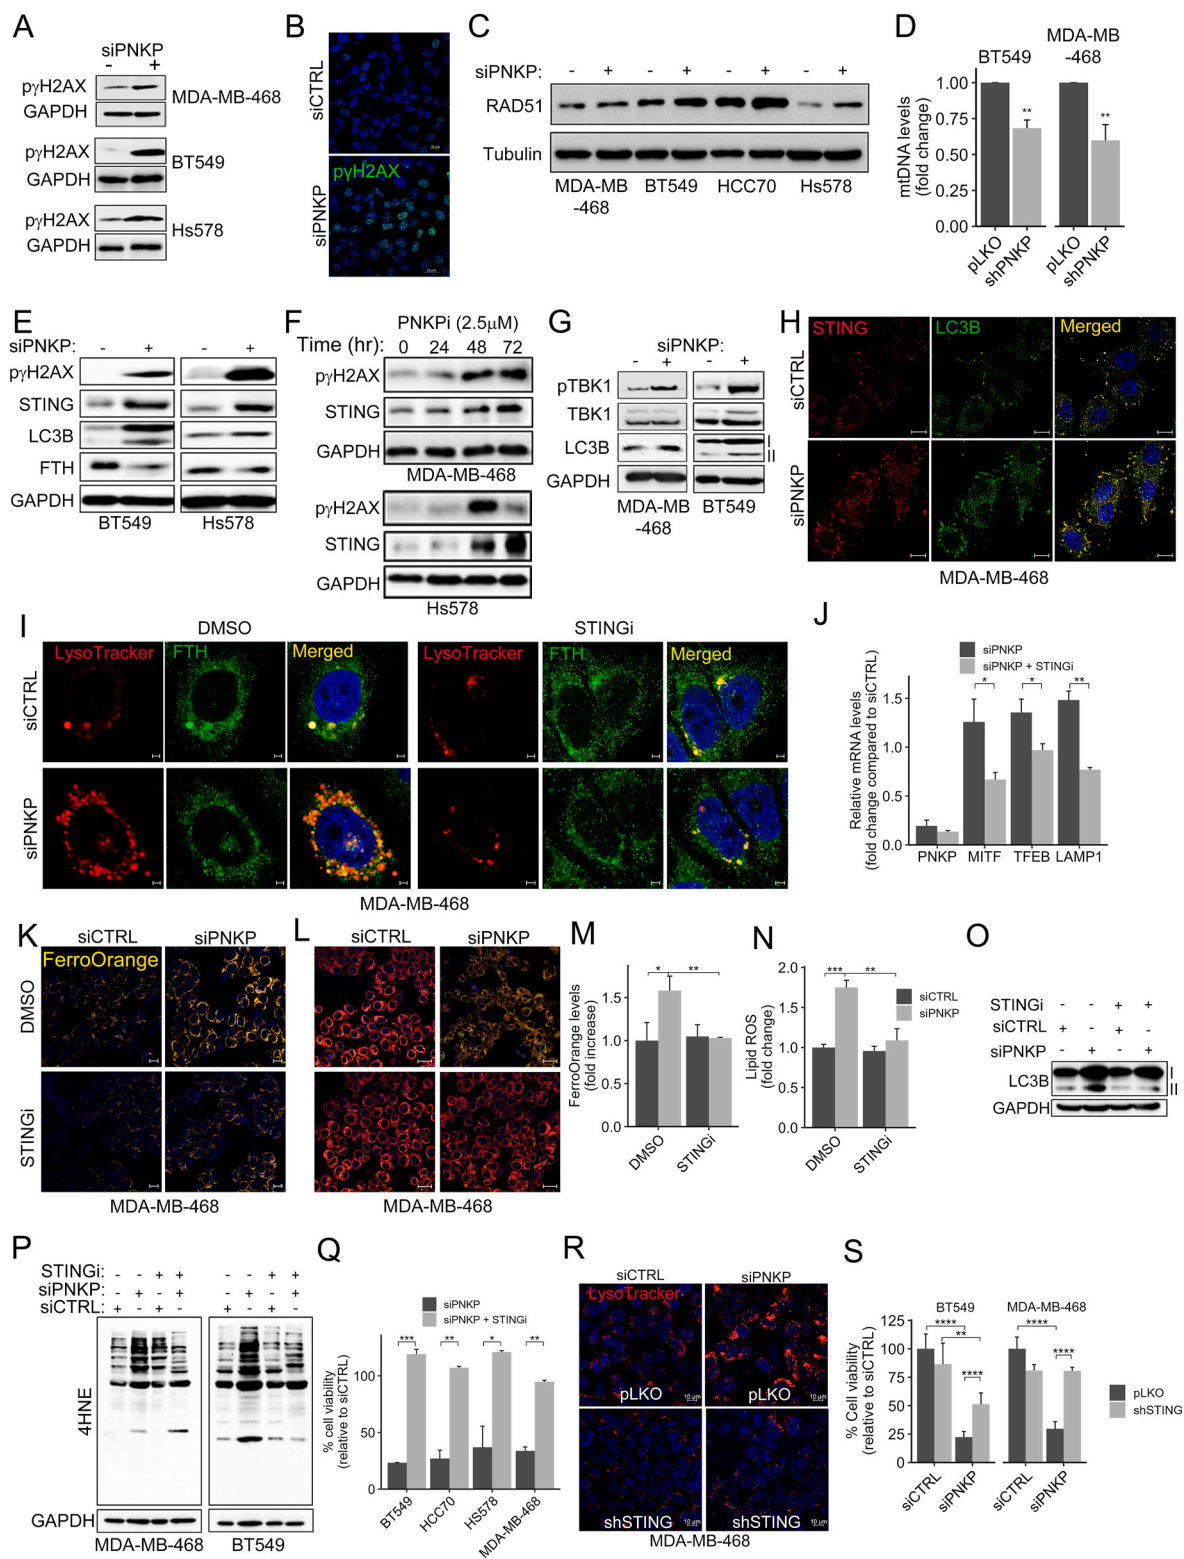 A
siPNKP
- +
pγH2AX
GAPDH
MDA-MB-468
pγH2AX
GAPDH
BT549
pγH2AX
GAPDH
Hs578
B
siCTRL
siPNKP
pγH2AX
C
siPNKP: - + - + - + - +
RAD51
Tubulin
MDA-MB
-468
BT549
HCC70
Hs578
D
BT549
MDA-MB
-468
mtDNA levels
(fold change)
1.00
0.75
0.50
0.25
0.00
**
**
pLKO
shPNKP
pLKO
shPNKP
E
siPNKP: - + - +
pγH2AX
STING
LC3B
FTH
GAPDH
BT549
Hs578
F
PNKPi (2.5µM)
Time (hr): 0 24 48 72
pγH2AX
STING
GAPDH
MDA-MB-468
pγH2AX
STING
GAPDH
Hs578
G
siPNKP:
- + - +
pTBK1
TBK1
LC3B
I
II
GAPDH
MDA-MB
-468
BT549
H
STING
LC3B
Merged
siCTRL
siPNKP
MDA-MB-468
I
DMSO
STINGi
LysoTracker
FTH
Merged
LysoTracker
FTH
Merged
siCTRL
siPNKP
MDA-MB-468
J
siPNKP
siPNKP + STINGi
Relative mRNA levels
(fold change compared to siCTRL)
1.5
1.0
0.5
0.0
*
*
**
PNKP MITF TFEB LAMP1
K
siCTRL siPNKP
FerroOrange
DMSO
STINGi
MDA-MB-468
L
siCTRL siPNKP
MDA-MB-468
M
FerroOrange levels
(fold increase)
1.5
1.0
0.5
0.0
* **
DMSO
STINGi
N
Lipid ROS
(fold change)
2.0
1.5
1.0
0.5
0.0
*** **
DMSO
STINGi
siCTRL
siPNKP
O
STINGi - - + +
siCTRL + - + -
siPNKP - + - +
LC3B
I
II
GAPDH
P
STINGi: - - + + - - + +
siPNKP: - + - + - + - +
siCTRL: + - + - + - + -
4HNE
GAPDH
MDA-MB-468
BT549
Q
siPNKP
siPNKP + STINGi
% cell viability
(relative to siCTRL)
100
50
0
*** ** * **
BT549
HCC70
HS578
MDA-MB-468
R
siCTRL
siPNKP
LysoTracker
pLKO
10 µm
pLKO
10 µm
shSTING
10 µm
shSTING
10 µm
MDA-MB-468
S
BT549
MDA-MB-468
% Cell viability
(relative to siCTRL)
125
100
75
50
25
0
****
**
****
****
****
siCTRL
siPNKP
siCTRL
siPNKP
pLKO
shSTING